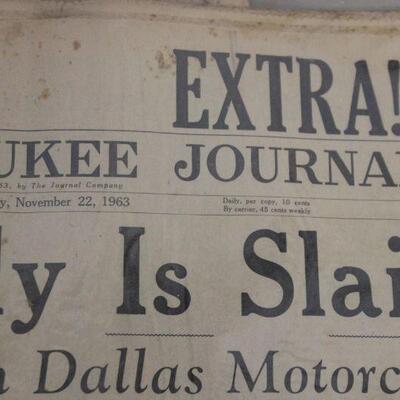 EXTRA!
UKEE JOURNA
63, by The Journal Company
y, November 22, 1963
Daily, per copy, 10 cents
By carrier, 45 cents weekly
ly Is Slai
n Dallas Motorc